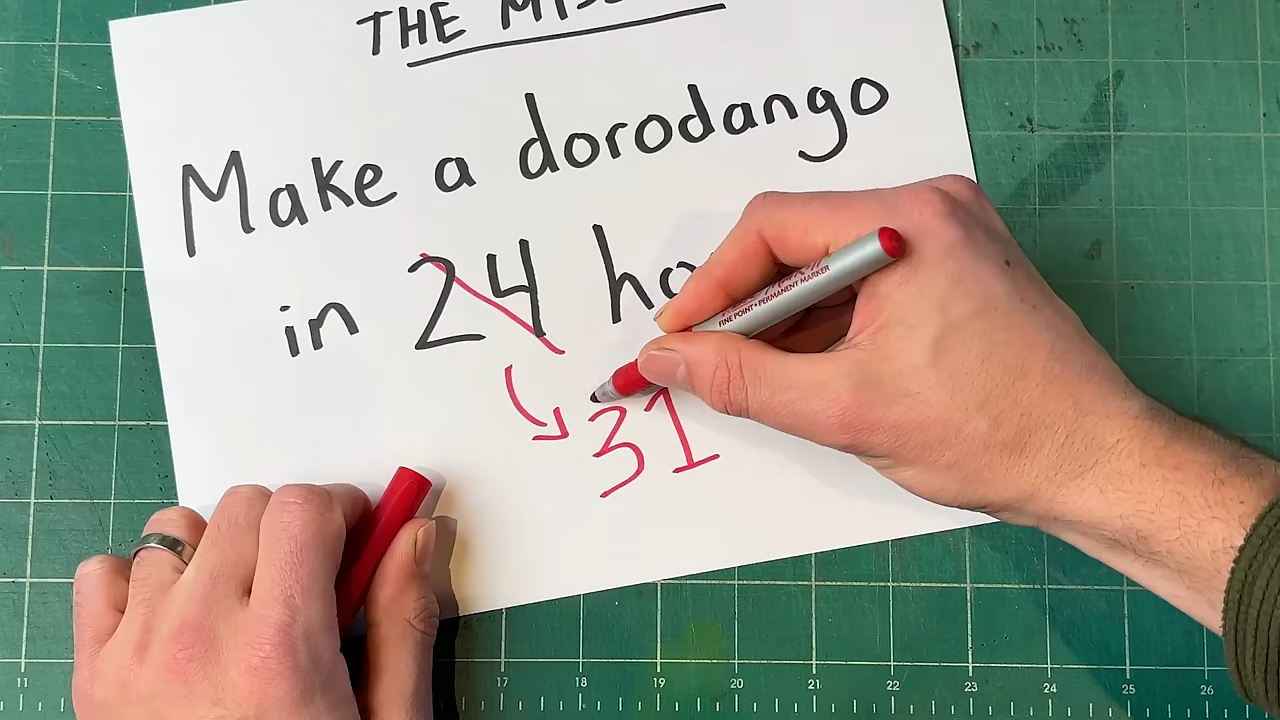 THE
Make a dorodango
in 24
31
FINE POINT • PERMANENT MARKER
11 17 18 19 20 21 22 23 24 25 26